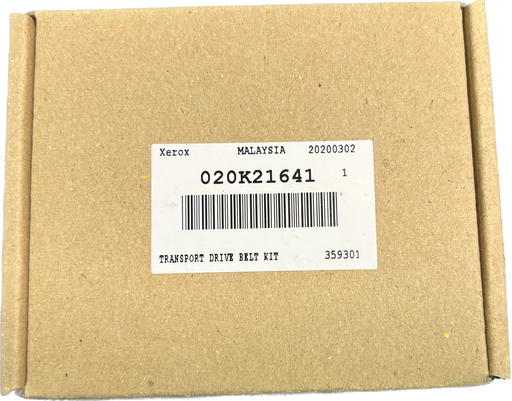 Xerox MALAYSIA 20200302
020K21641 1
TRANSPORT DRIVE BELT KIT 359301